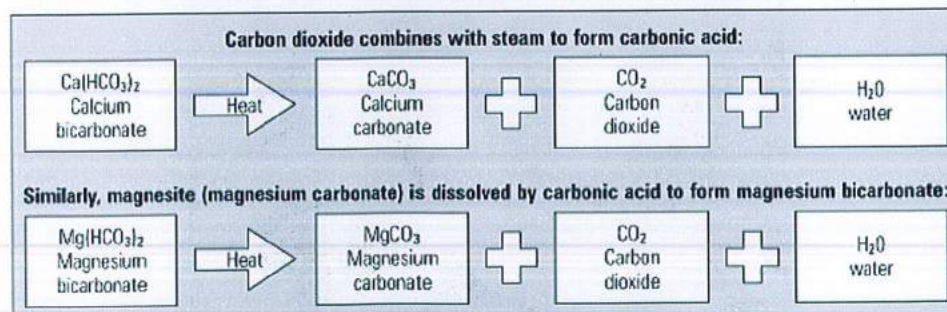 Carbon dioxide combines with steam to form carbonic acid:
Ca(HCO₃)₂
Calcium
bicarbonate
Heat
CaCO₃
Calcium
carbonate
CO₂
Carbon
dioxide
H₂O
water
Similarly, magnesite (magnesium carbonate) is dissolved by carbonic acid to form magnesium bicarbonate:
Mg(HCO₃)₂
Magnesium
bicarbonate
Heat
MgCO₃
Magnesium
carbonate
CO₂
Carbon
dioxide
H₂O
water